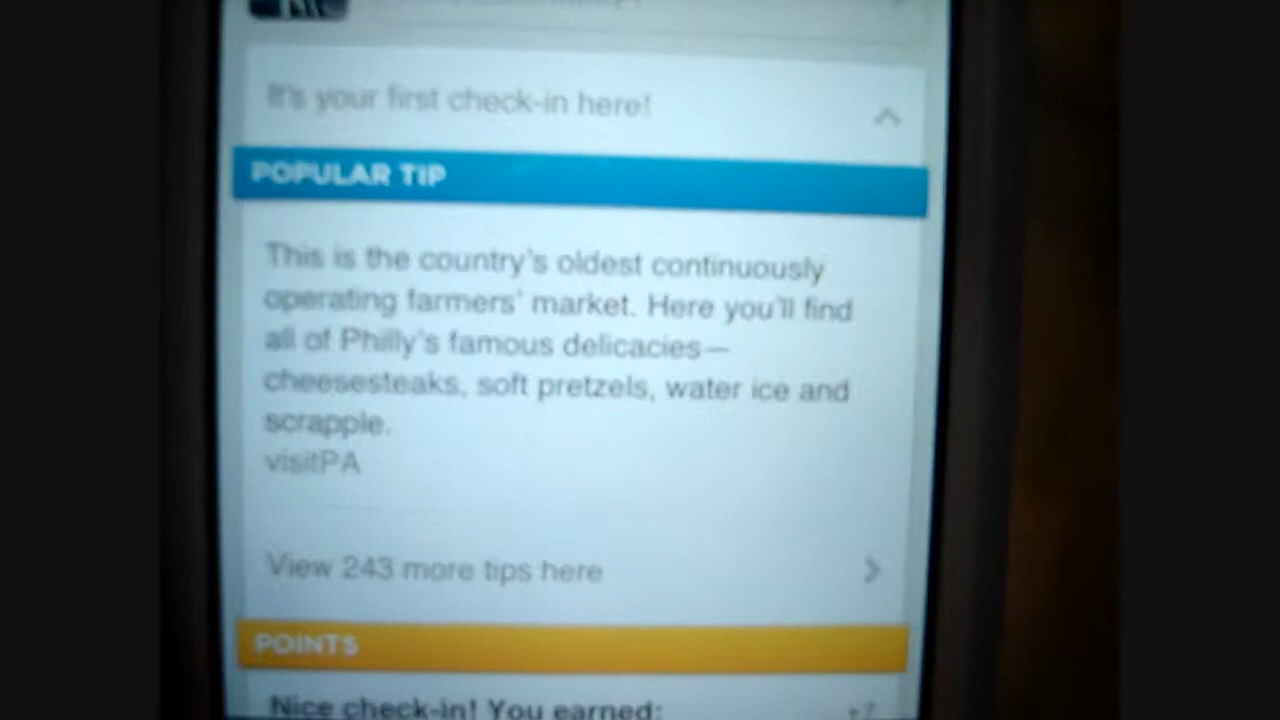 It's your first check-in here!
POPULAR TIP
This is the country's oldest continuously
operating farmers' market. Here you'll find
all of Philly's famous delicacies—
cheesesteaks, soft pretzels, water ice and
scrapple.
visitPA
View 243 more tips here
POINTS
Nice check-in! You earned:
+7